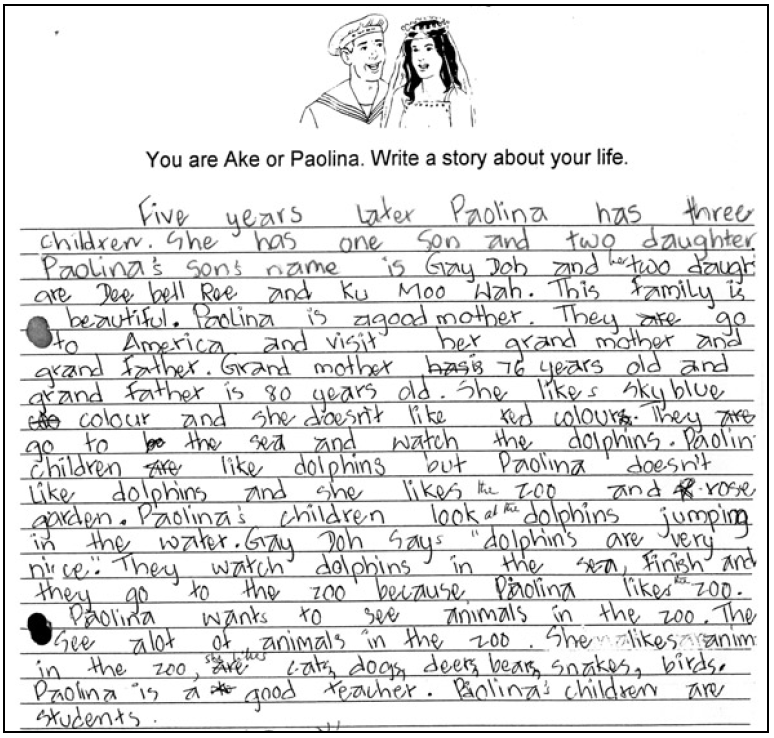 You are Ake or Paolina. Write a story about your life.
Five years later Paolina has three
children. She has one son and two daughter
Paolina's son's name is Gay Doh and her two daugr
are Dee bell Ree and Ku Moo Wah. This family is
beautiful. Paolina is a good mother. They are go
to America and visit her grand mother and
grand father. Grand mother is 76 years old and
grand father is 80 years old. She likes sky blue
colour and she doesn't like red colour. They are
go to the sea and watch the dolphins. Paolin
children are like dolphins but Paolina doesn't
like dolphins and she likes the zoo and rose
garden. Paolina's children look at the dolphins jumping
in the water. Gay Doh says "dolphins are very
nice." They watch dolphins in the sea, finish and
they go to the zoo because Paolina likes the zoo.
Paolina wants to see animals in the zoo. The
see alot of animals in the zoo. She likes anim
in the zoo, she likes cats, dogs, deers, bears, snakes, birds.
Paolina is a good teacher. Paolina's children are
students.